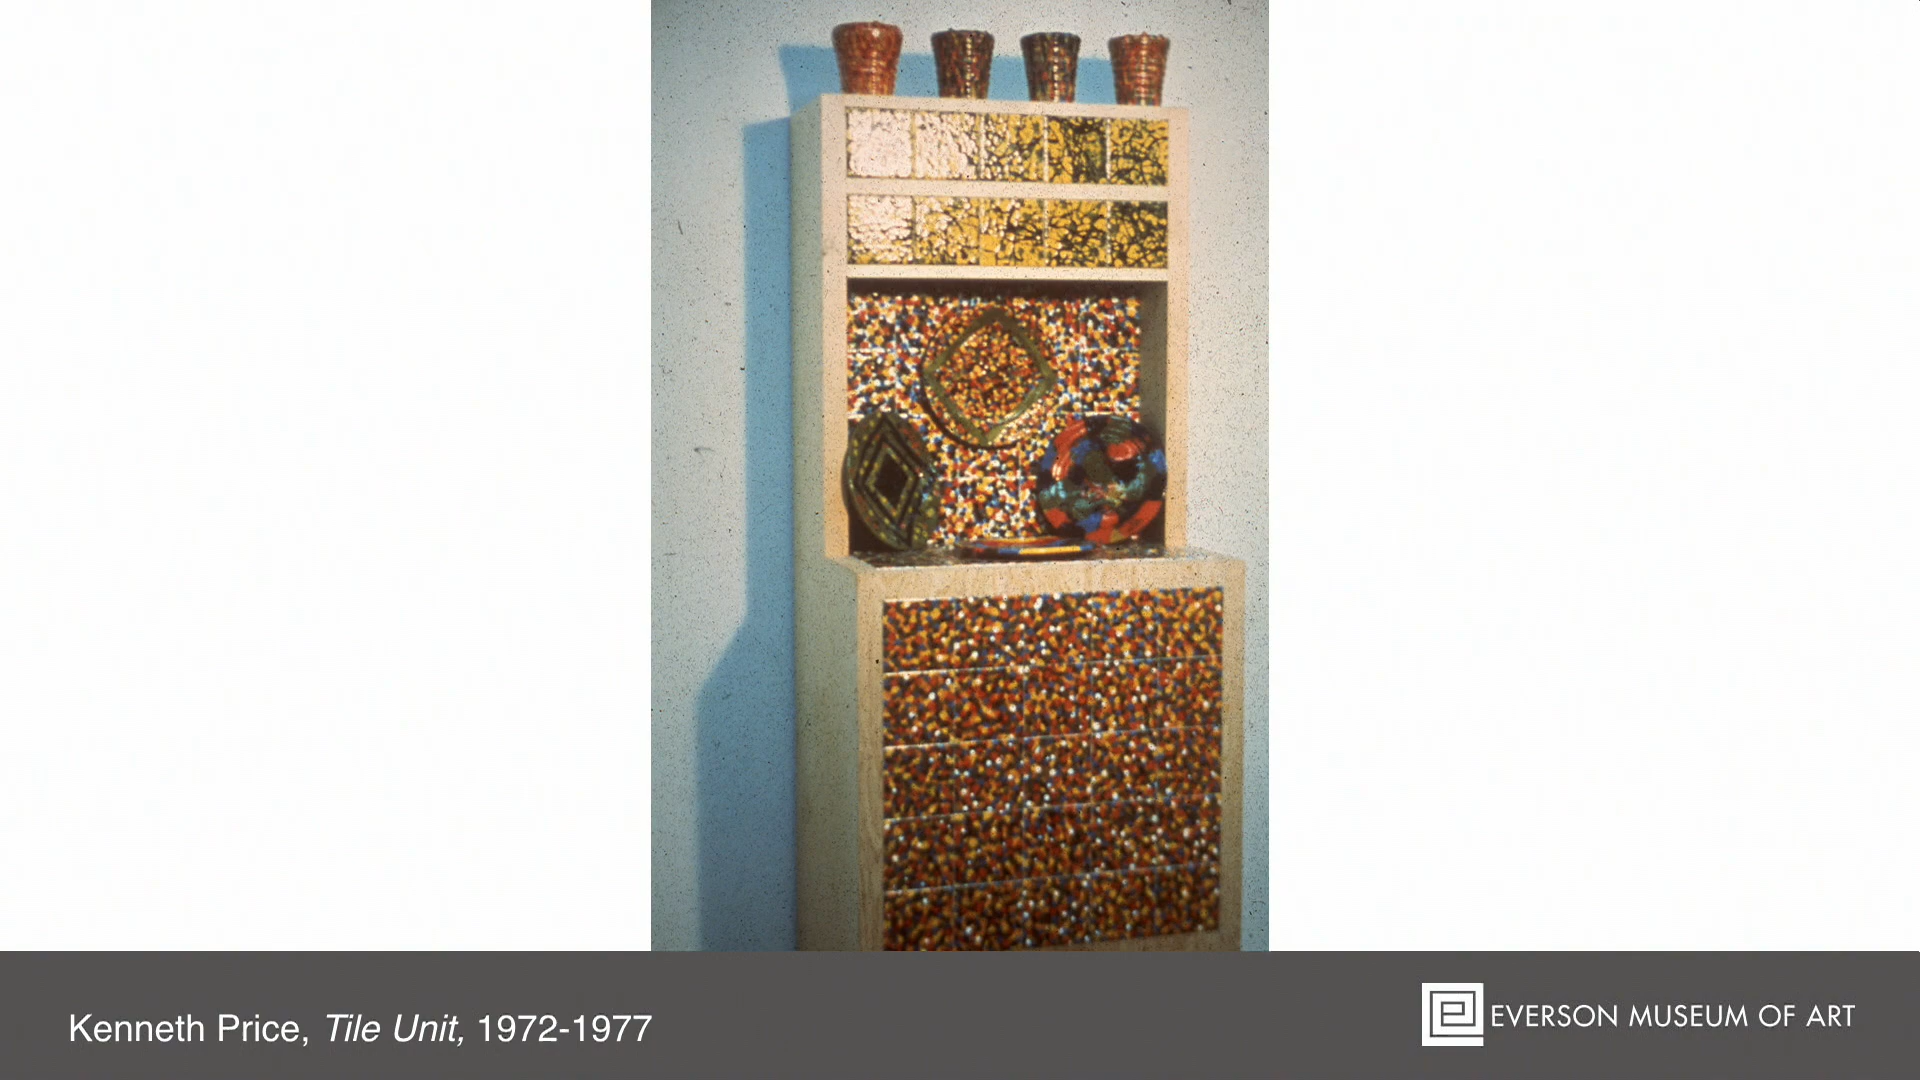 Kenneth Price, Tile Unit, 1972-1977
EVERSON MUSEUM OF ART